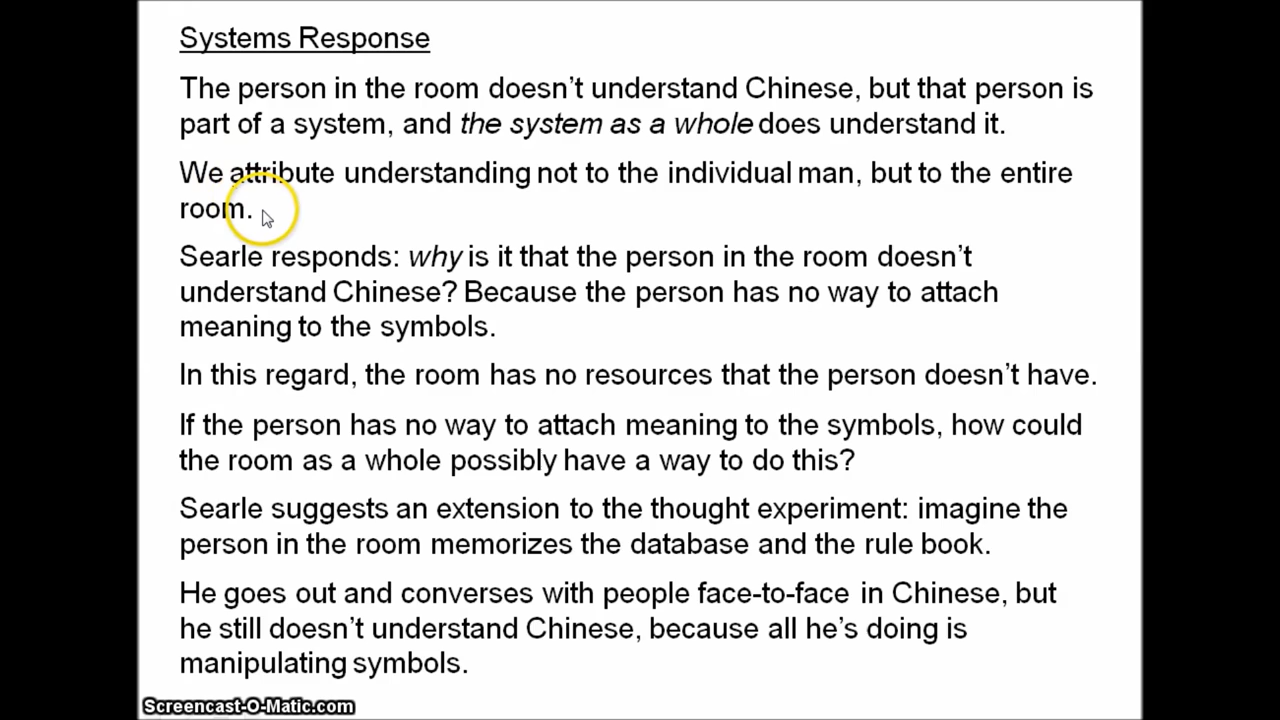 Systems Response
The person in the room doesn't understand Chinese, but that person is
part of a system, and the system as a whole does understand it.
We attribute understanding not to the individual man, but to the entire
room.
Searle responds: why is it that the person in the room doesn't
understand Chinese? Because the person has no way to attach
meaning to the symbols.
In this regard, the room has no resources that the person doesn't have.
If the person has no way to attach meaning to the symbols, how could
the room as a whole possibly have a way to do this?
Searle suggests an extension to the thought experiment: imagine the
person in the room memorizes the database and the rule book.
He goes out and converses with people face-to-face in Chinese, but
he still doesn't understand Chinese, because all he's doing is
manipulating symbols.
Screencast-O-Matic.com